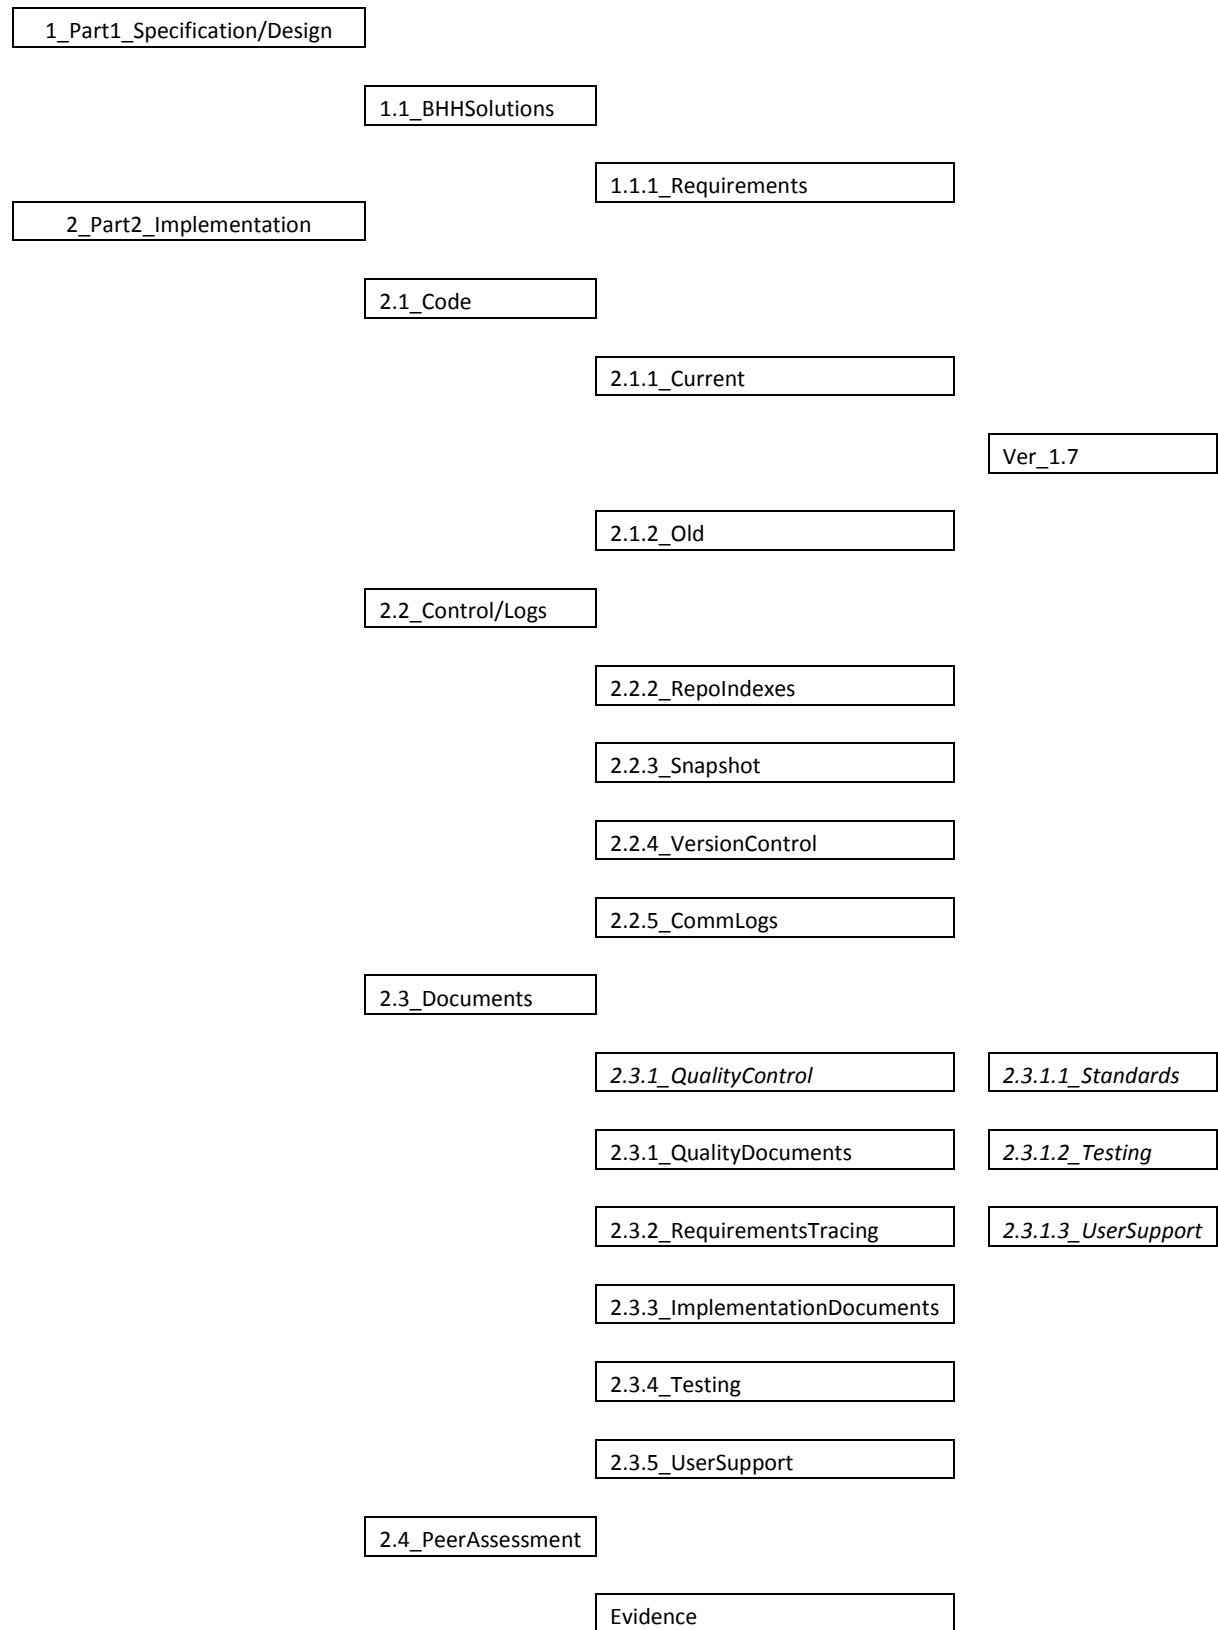 1_Part1_Specification/Design
1.1_BHHSolutions
1.1.1_Requirements
2_Part2_Implementation
2.1_Code
2.1.1_Current
Ver_1.7
2.1.2_Old
2.2_Control/Logs
2.2.2_RepoIndexes
2.2.3_Snapshot
2.2.4_VersionControl
2.2.5_CommLogs
2.3_Documents
2.3.1_QualityControl
2.3.1.1_Standards
2.3.1_QualityDocuments
2.3.1.2_Testing
2.3.2_RequirementsTracing
2.3.1.3_UserSupport
2.3.3_ImplementationDocuments
2.3.4_Testing
2.3.5_UserSupport
2.4_PeerAssessment
Evidence